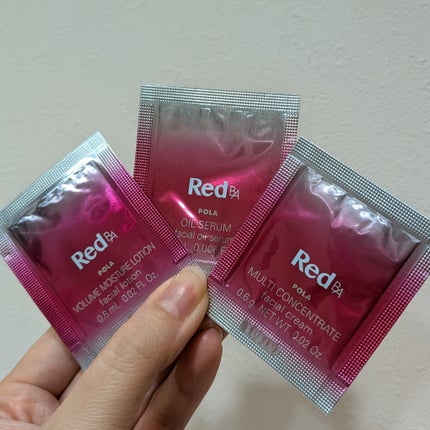 Red BA
POLA
VOLUME MOISTURE LOTION
facial lotion
0.6 mL 0.02 Fl. Oz
Red BA
POLA
OIL SERUM
facial oil serum
Red BA
POLA
MULTI CONCENTRATE
facial cream
0.6g NET WT. 0.02 Oz